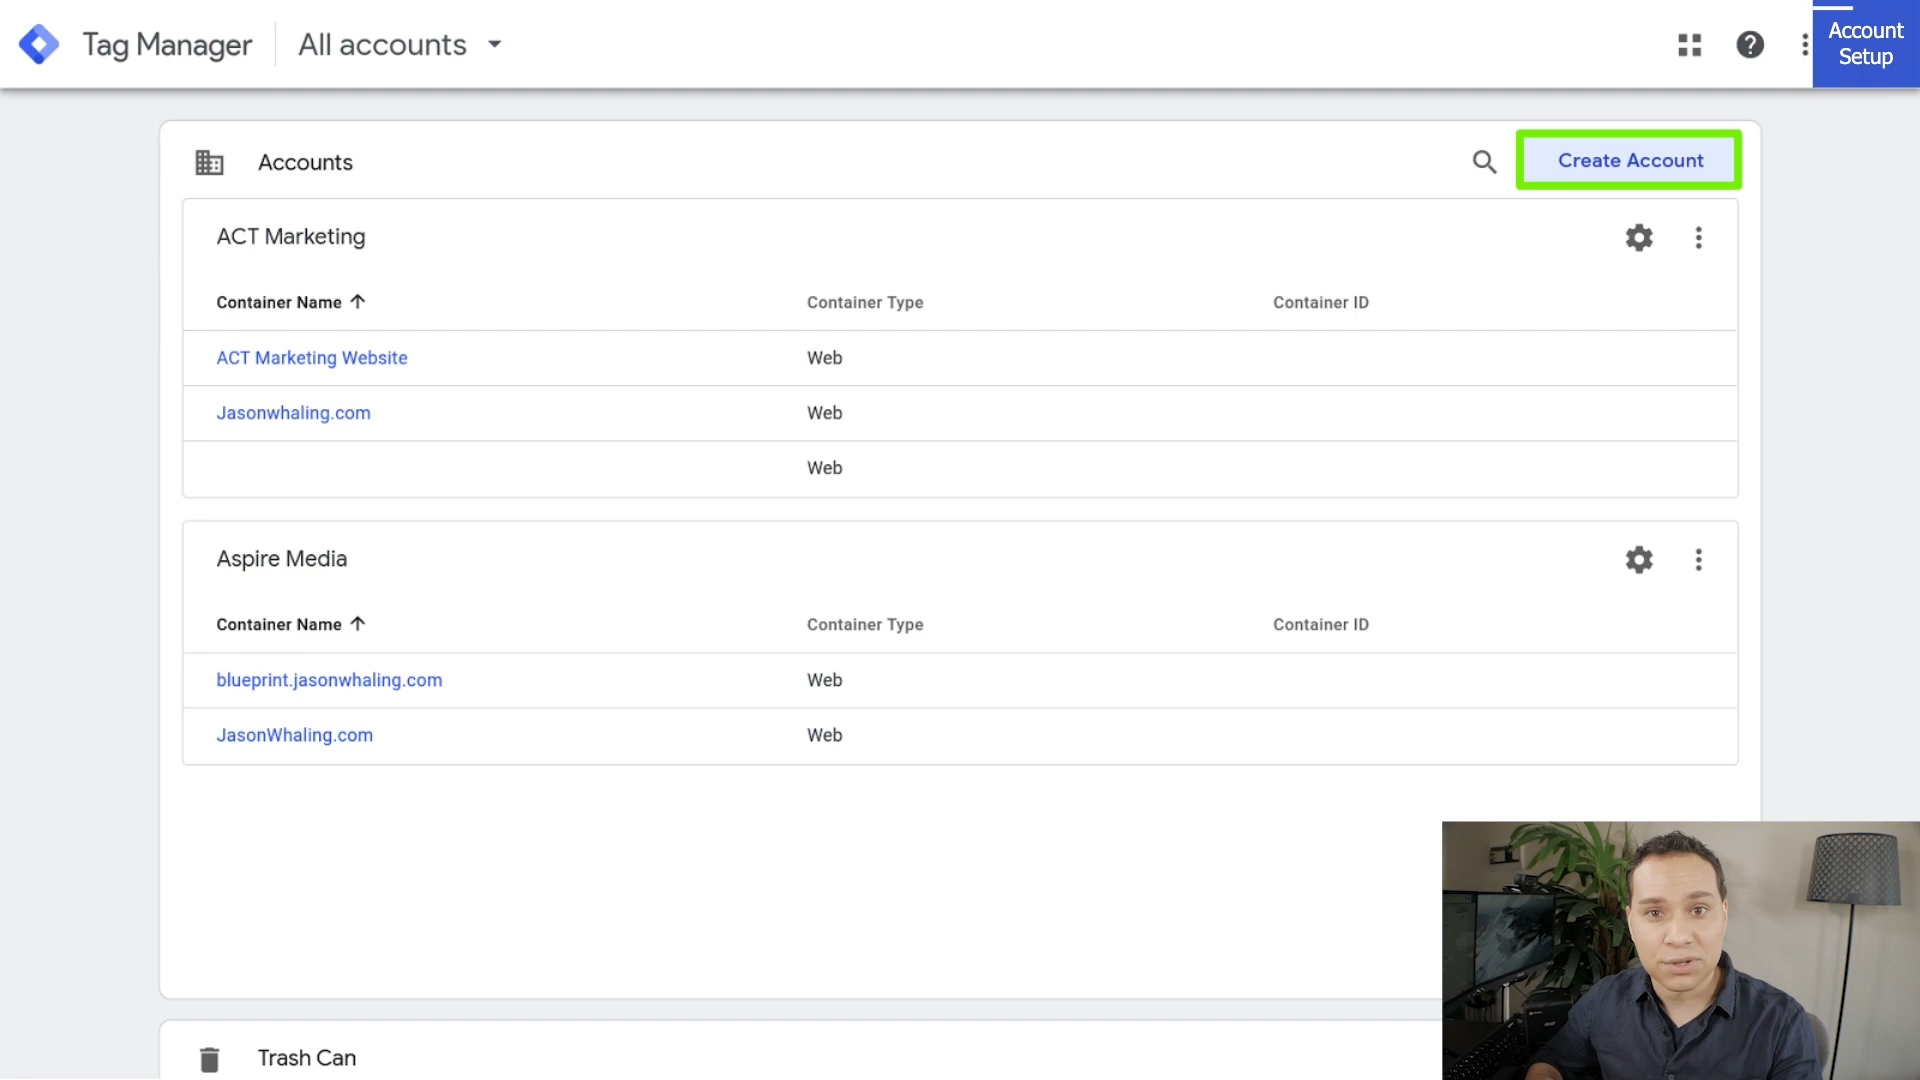 Tag Manager
All accounts
Account
Setup
Accounts
Create Account
ACT Marketing
Container Name
Container Type
Container ID
ACT Marketing Website
Web
Jasonwhaling.com
Web
Web
Aspire Media
Container Name
Container Type
Container ID
blueprint.jasonwhaling.com
Web
JasonWhaling.com
Web
Trash Can